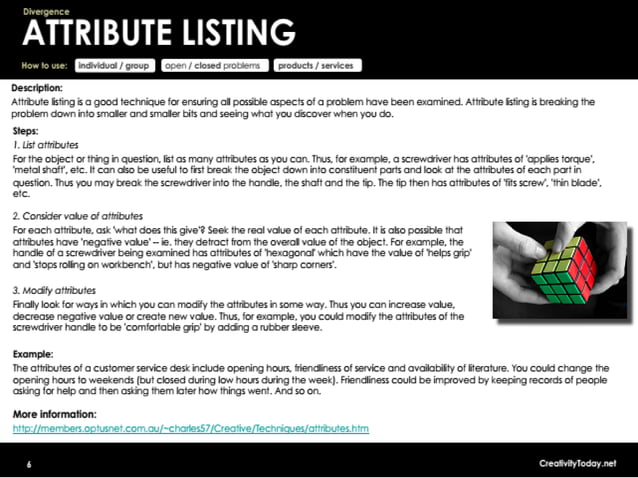 Divergence
ATTRIBUTE LISTING
How to use: individual / group open / closed problems products / services
Description:
Attribute listing is a good technique for ensuring all possible aspects of a problem have been examined. Attribute listing is breaking the
problem down into smaller and smaller bits and seeing what you discover when you do.
Steps:
1. List attributes
For the object or thing in question, list as many attributes as you can. Thus, for example, a screwdriver has attributes of 'applies torque',
'metal shaft', etc. It can also be useful to first break the object down into constituent parts and look at the attributes of each part in
question. Thus you may break the screwdriver into the handle, the shaft and the tip. The tip then has attributes of 'fits screw', 'thin blade',
etc.
2. Consider value of attributes
For each attribute, ask 'what does this give'? Seek the real value of each attribute. It is also possible that
attributes have 'negative value' -- ie. they detract from the overall value of the object. For example, the
handle of a screwdriver being examined has attributes of 'hexagonal' which have the value of 'helps grip'
and 'stops rolling on workbench', but has negative value of 'sharp corners'.
3. Modify attributes
Finally look for ways in which you can modify the attributes in some way. Thus you can increase value,
decrease negative value or create new value. Thus, for example, you could modify the attributes of the
screwdriver handle to be 'comfortable grip' by adding a rubber sleeve.
Example:
The attributes of a customer service desk include opening hours, friendliness of service and availability of literature. You could change the
opening hours to weekends (but closed during low hours during the week). Friendliness could be improved by keeping records of people
asking for help and then asking them later how things went. And so on.
More information:
http://members.optusnet.com.au/~charles57/Creative/Techniques/attributes.htm
6
CreativityToday.net